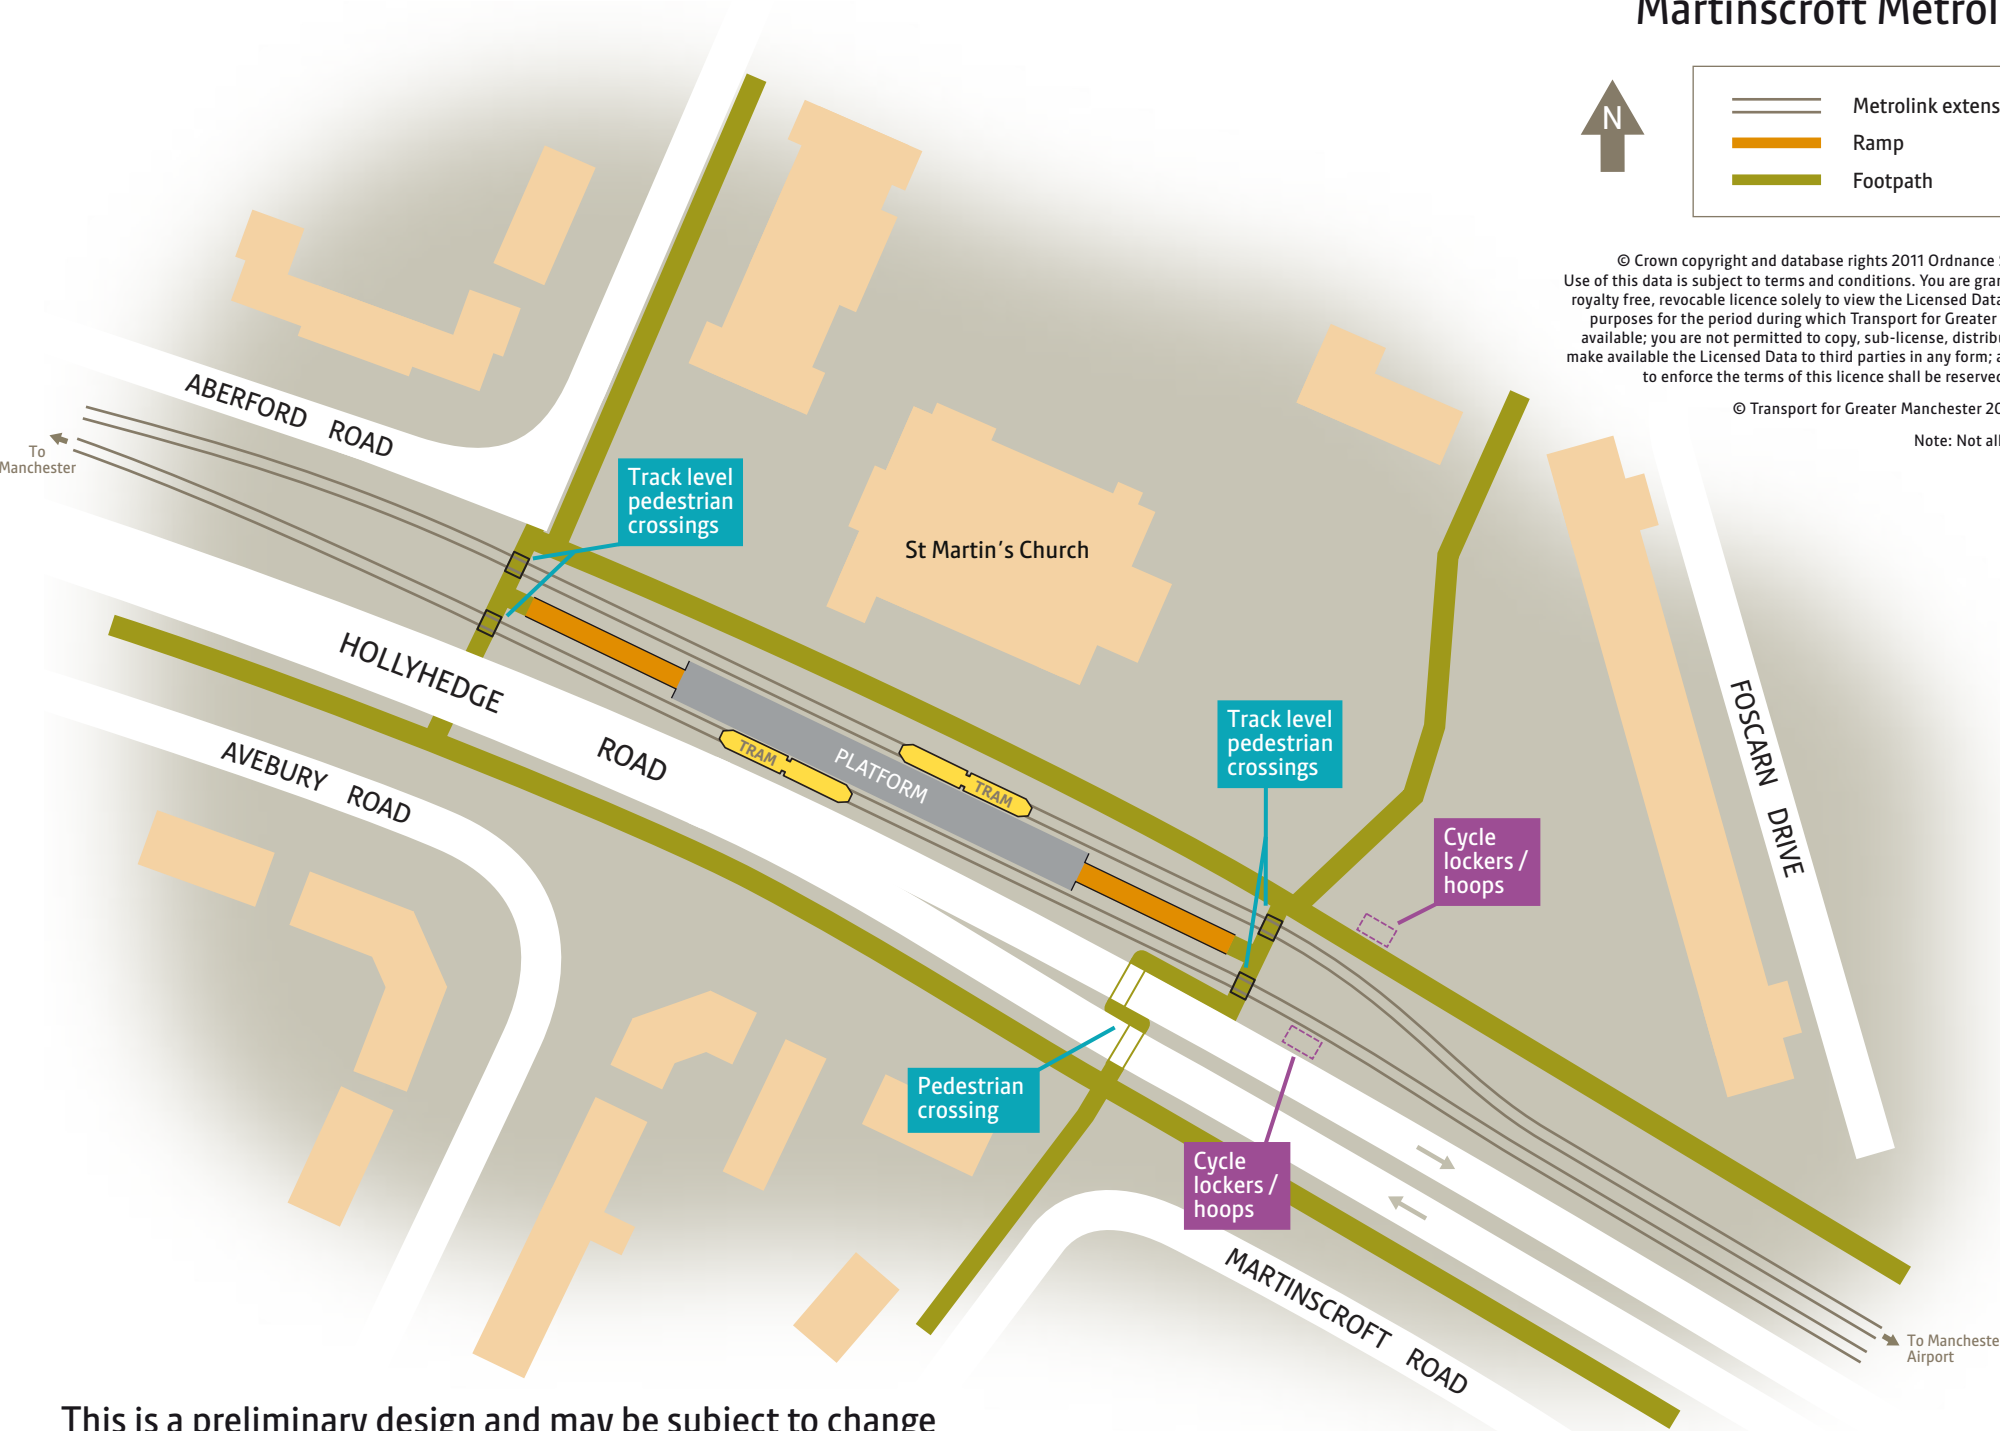 Martinscroft Metrol
N
Metrolink extens
Ramp
Footpath
© Crown copyright and database rights 2011 Ordnance
Use of this data is subject to terms and conditions. You are gran
royalty free, revocable licence solely to view the Licensed Data
purposes for the period during which Transport for Greater
available; you are not permitted to copy, sub-license, distribu
make available the Licensed Data to third parties in any form; a
to enforce the terms of this licence shall be reserved
© Transport for Greater Manchester 20
Note: Not all
ABERFORD ROAD
To
Manchester
Track level
pedestrian
crossings
St Martin's Church
HOLLYHEDGE
ROAD
AVEBURY ROAD
TRAM
PLATFORM
TRAM
Track level
pedestrian
crossings
FOSCARN DRIVE
Cycle
lockers /
hoops
Pedestrian
crossing
Cycle
lockers /
hoops
MARTINSCROFT ROAD
To Mancheste
Airport
This is a preliminary design and may be subject to change